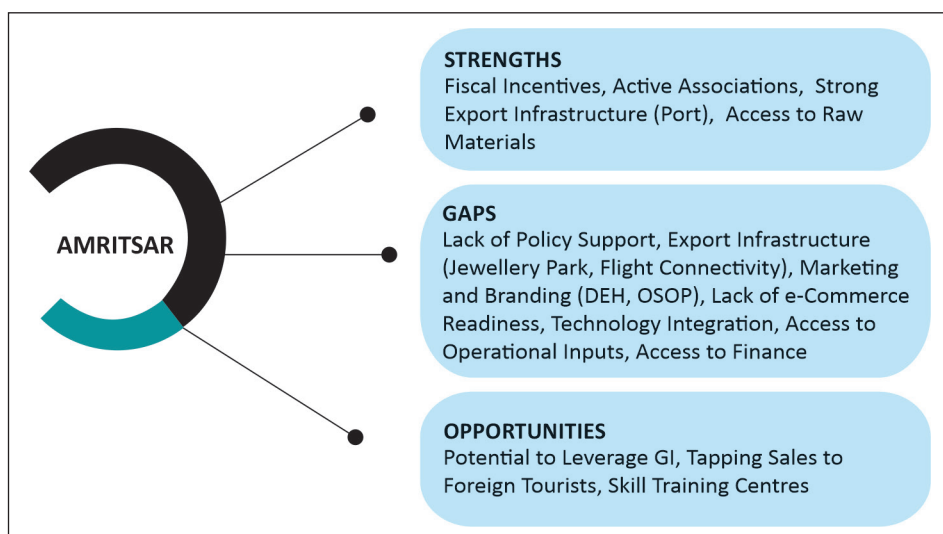 STRENGTHS
Fiscal Incentives, Active Associations, Strong
Export Infrastructure (Port), Access to Raw
Materials
AMRITSAR
GAPS
Lack of Policy Support, Export Infrastructure
(Jewellery Park, Flight Connectivity), Marketing
and Branding (DEH, OSOP), Lack of e-Commerce
Readiness, Technology Integration, Access to
Operational Inputs, Access to Finance
OPPORTUNITIES
Potential to Leverage GI, Tapping Sales to
Foreign Tourists, Skill Training Centres